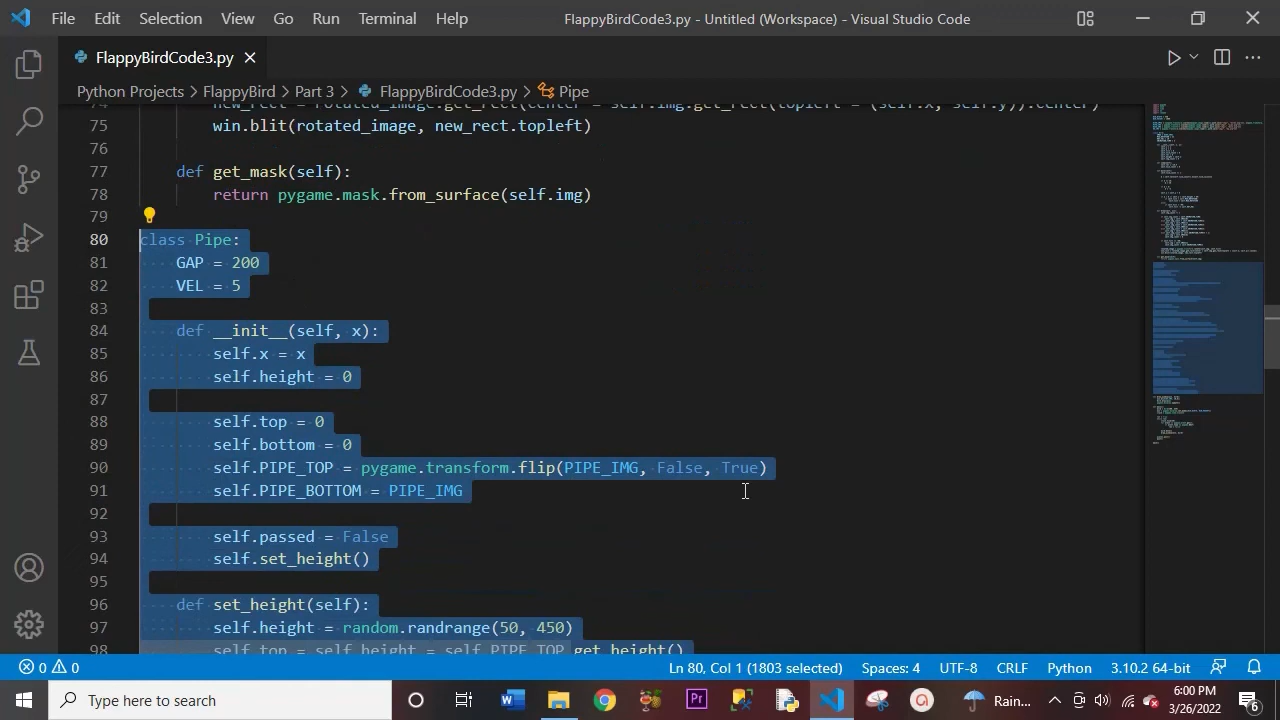 File Edit Selection View Go Run Terminal Help FlappyBirdCode3.py - Untitled (Workspace) - Visual Studio Code
FlappyBirdCode3.py
Python Projects > FlappyBird > Part 3 > FlappyBirdCode3.py > Pipe
74 new_rect = rotated_image.get_rect(center = self.img.get_rect(topleft = (self.x, self.y)).center)
75 win.blit(rotated_image, new_rect.topleft)
76
77 def get_mask(self):
78 return pygame.mask.from_surface(self.img)
79
80 class Pipe:
81 GAP = 200
82 VEL = 5
83
84 def __init__(self, x):
85 self.x = x
86 self.height = 0
87
88 self.top = 0
89 self.bottom = 0
90 self.PIPE_TOP = pygame.transform.flip(PIPE_IMG, False, True)
91 self.PIPE_BOTTOM = PIPE_IMG
92
93 self.passed = False
94 self.set_height()
95
96 def set_height(self):
97 self.height = random.randrange(50, 450)
98 self.top = self.height = self.PIPE_TOP.get_height()
0 0 Ln 80, Col 1 (1803 selected) Spaces: 4 UTF-8 CRLF Python 3.10.2 64-bit
Type here to search Rain... 6:00 PM
3/26/2022 6